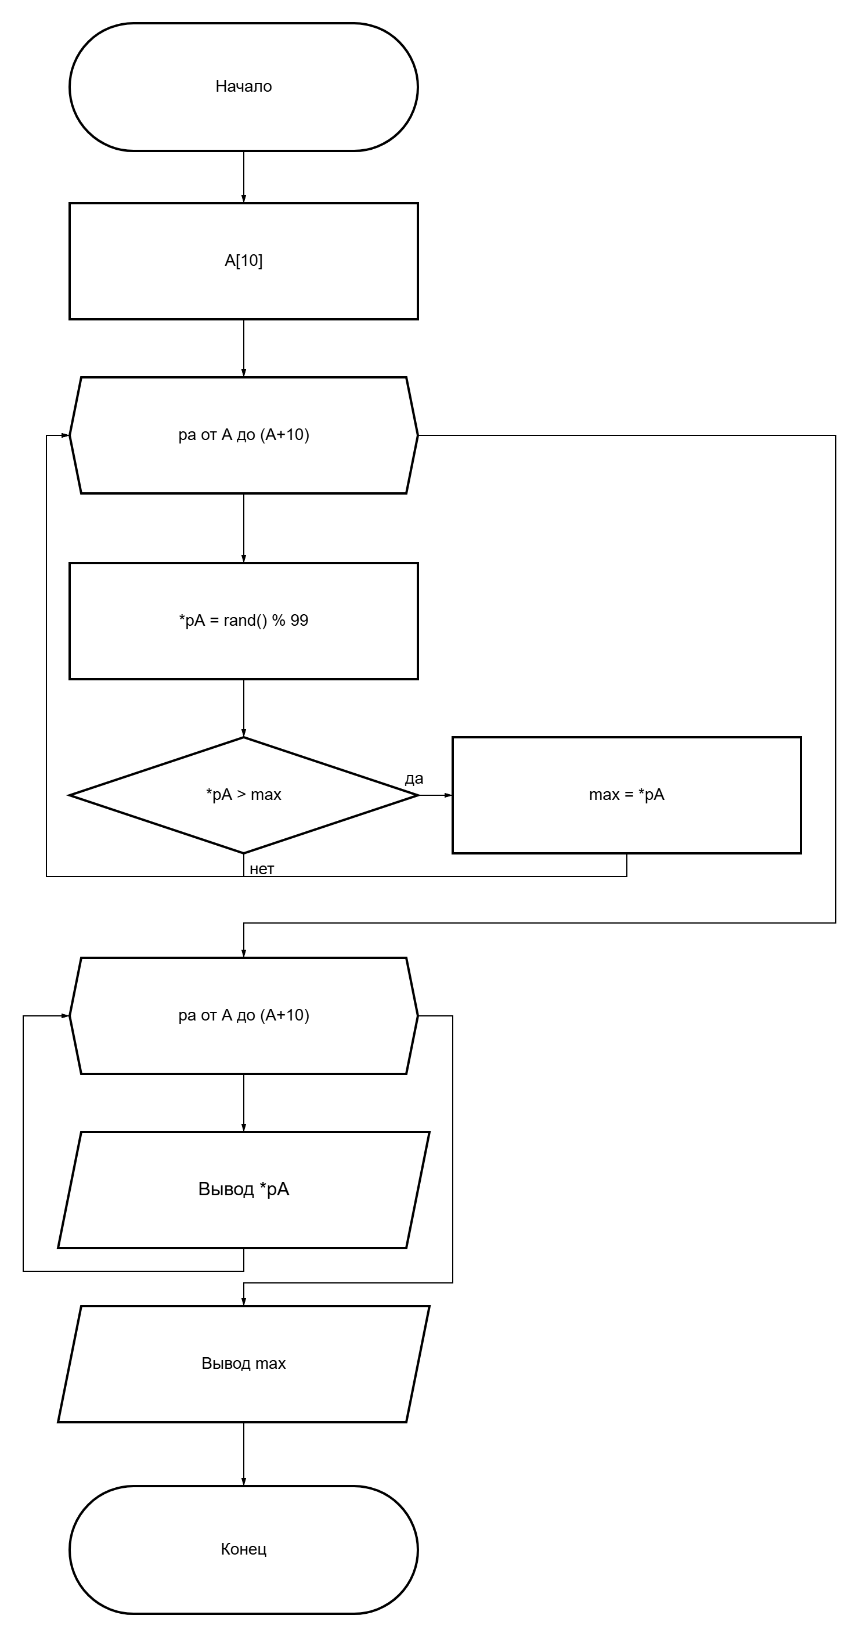 Начало
A[10]
pa от A до (A+10)
*pA = rand() % 99
*pA > max
да
max = *pA
нет
pa от A до (A+10)
Вывод *pA
Вывод max
Конец